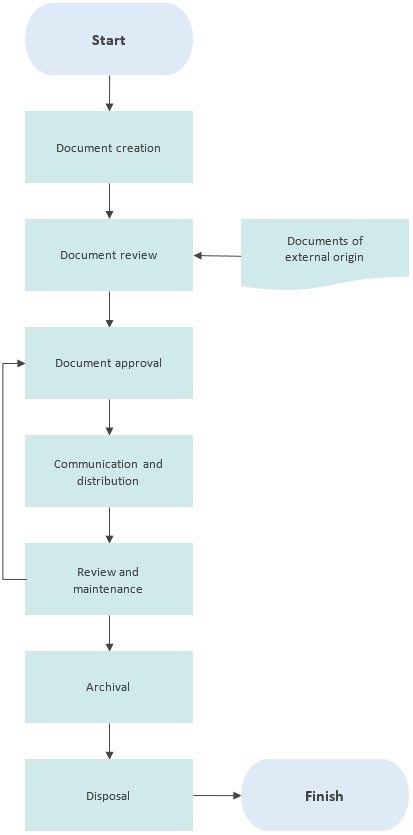 Start
Document creation
Document review
Documents of
external origin
Document approval
Communication and
distribution
Review and
maintenance
Archival
Disposal
Finish